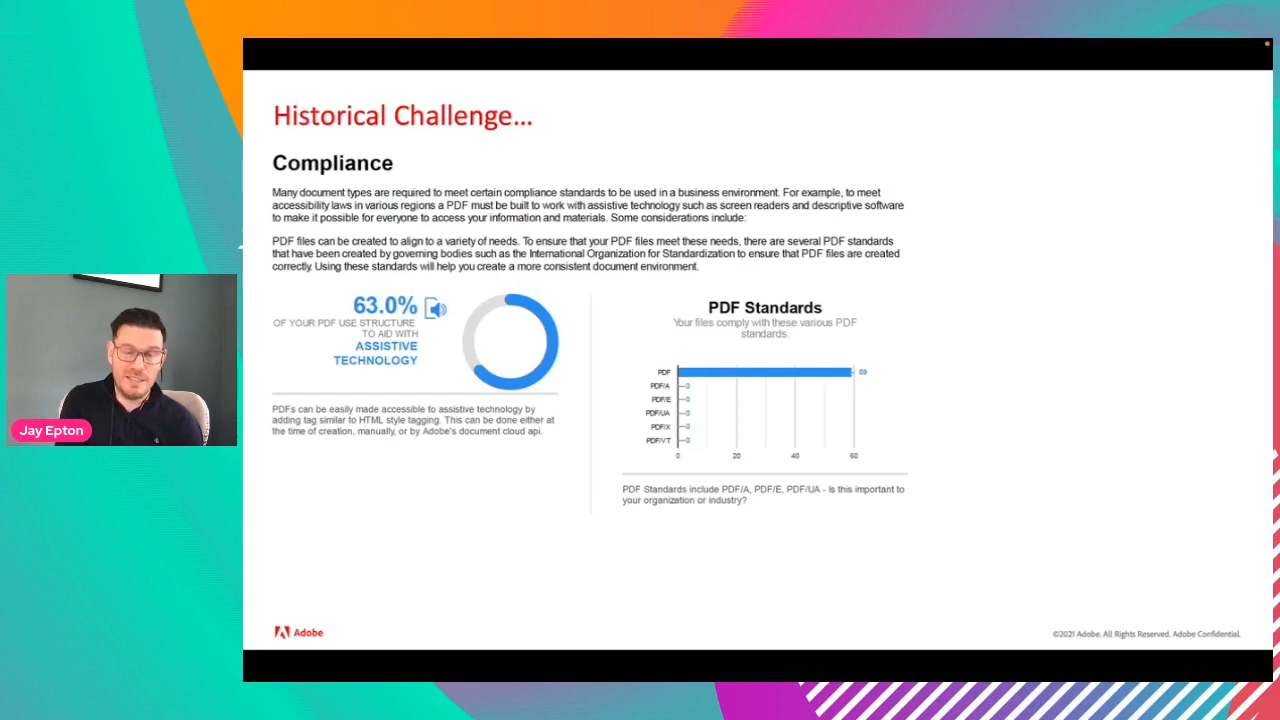 Historical Challenge...
Compliance
Many document types are required to meet certain compliance standards to be used in a business environment. For example, to meet
accessibility laws in various regions a PDF must be built to work with assistive technology such as screen readers and descriptive software
to make it possible for everyone to access your information and materials. Some considerations include:
PDF files can be created to align to a variety of needs. To ensure that your PDF files meet these needs, there are several PDF standards
that have been created by governing bodies such as the International Organization for Standardization to ensure that PDF files are created
correctly. Using these standards will help you create a more consistent document environment.
63.0%
OF YOUR PDF USE STRUCTURE
TO AID WITH
ASSISTIVE
TECHNOLOGY
PDFs can be easily made accessible to assistive technology by
adding tag similar to HTML style tagging. This can be done either at
the time of creation, manually, or by Adobe's document cloud api.
PDF Standards
Your files comply with these various PDF
standards.
PDF 59
PDF/A 0
PDF/E 0
PDF/UA 0
PDF/X 0
PDF/VT 0
0 20 40 60
PDF Standards include PDF/A, PDF/E, PDF/UA - Is this important to
your organization or industry?
Jay Epton
Adobe
©2021 Adobe. All Rights Reserved. Adobe Confidential.